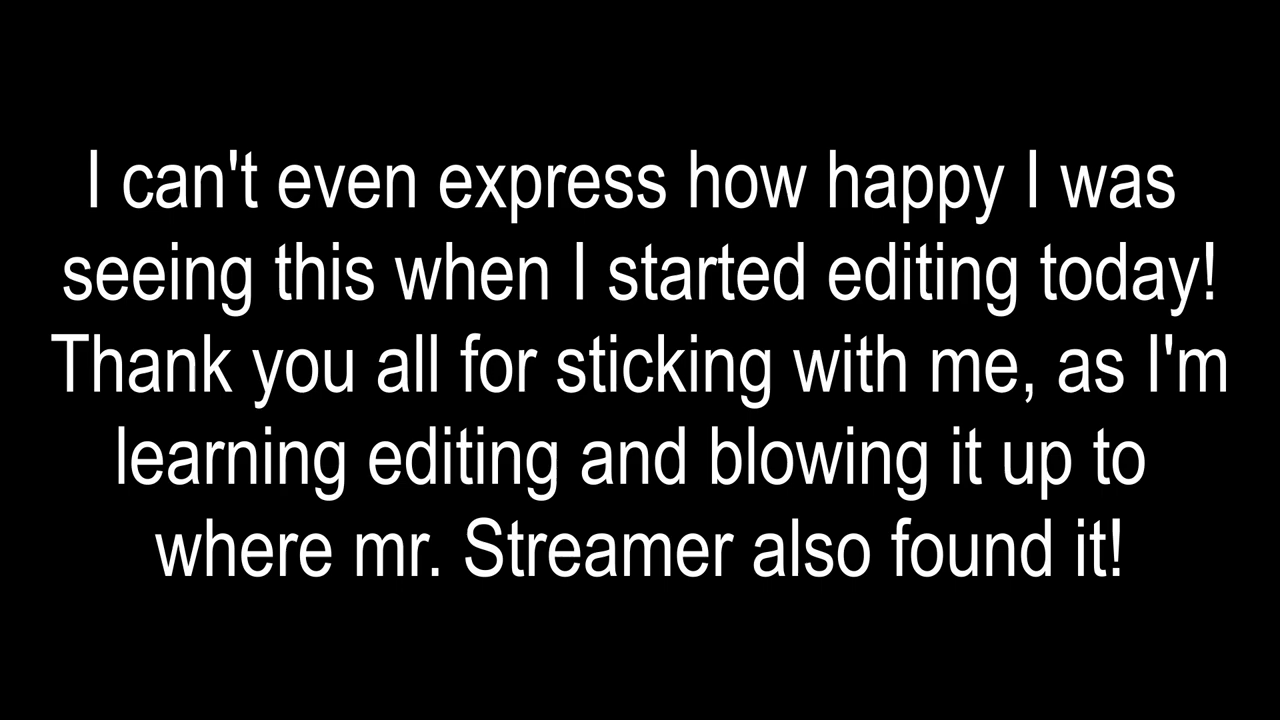 I can't even express how happy I was
seeing this when I started editing today!
Thank you all for sticking with me, as I'm
learning editing and blowing it up to
where mr. Streamer also found it!